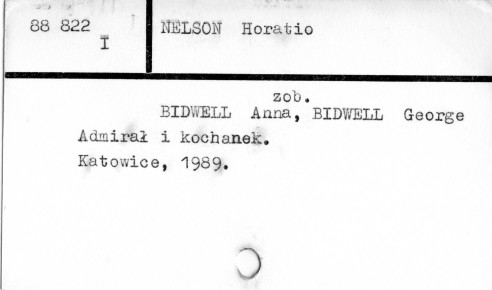 88 822 I
NELSON Horatio
zob.
BIDWELL Anna, BIDWELL George
Admirał i kochanek.
Katowice, 1989.